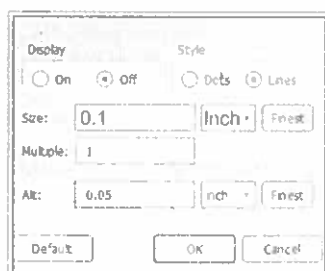 Display Style
On Off Dots Lines
Size: 0.1 Inch Finest
Multiple: 1
Alt: 0.05 inch Finest
Default OK Cancel